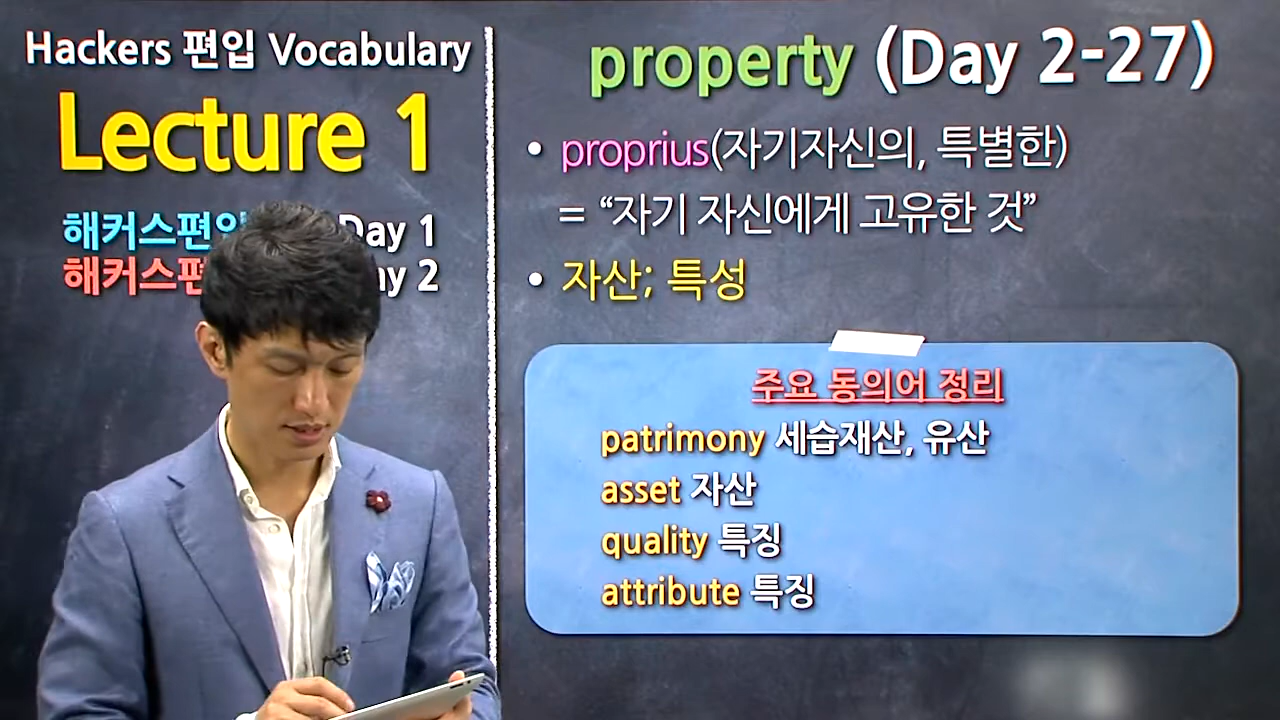 Hackers 편입 Vocabulary
Lecture 1
해커스편입 Day 1
해커스편 Day 2
property (Day 2-27)
• proprius(자기자신의, 특별한)
= “자기 자신에게 고유한 것”
• 자산; 특성
주요 동의어 정리
patrimony 세습재산, 유산
asset 자산
quality 특징
attribute 특징